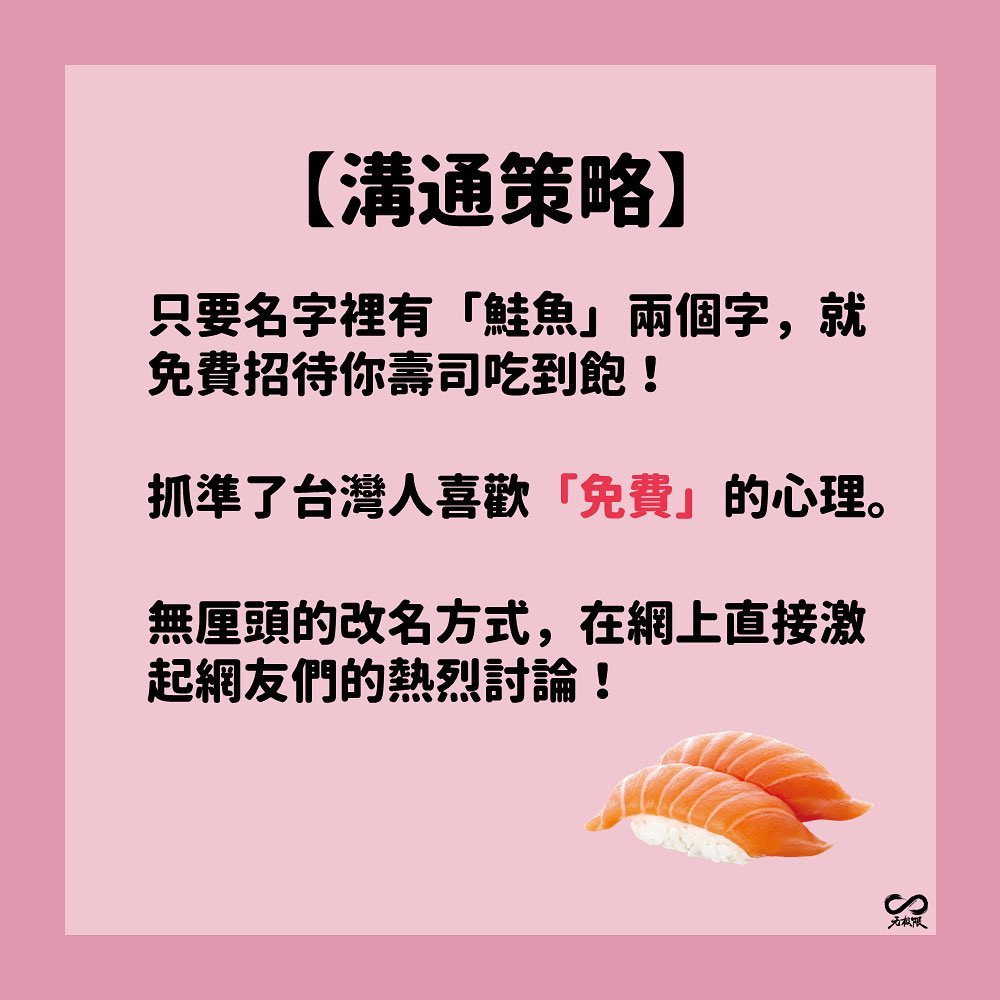 【溝通策略】
只要名字裡有「鮭魚」兩個字，就
免費招待你壽司吃到飽！
抓準了台灣人喜歡「免費」的心理。
無厘頭的改名方式，在網上直接激
起網友們的熱烈討論！
无极限